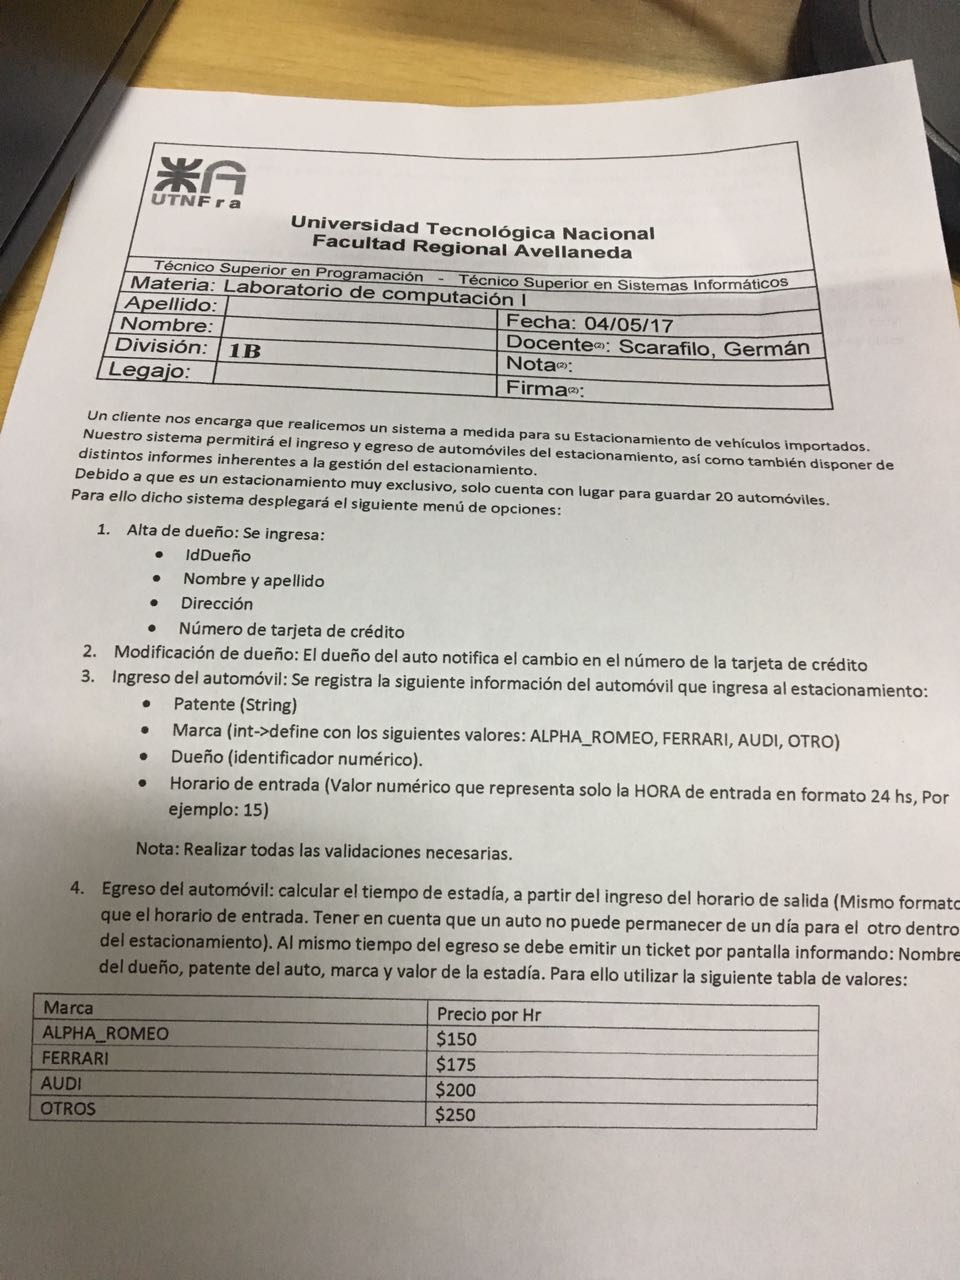 UTNFra
Universidad Tecnológica Nacional
Facultad Regional Avellaneda
Técnico Superior en Programación - Técnico Superior en Sistemas Informáticos
Materia: Laboratorio de computación I
Apellido:
Fecha: 04/05/17
Nombre:
Docente(2): Scarafilo, Germán
División: 1B
Nota(2):
Legajo:
Firma(2):
Un cliente nos encarga que realicemos un sistema a medida para su Estacionamiento de vehículos importados.
Nuestro sistema permitirá el ingreso y egreso de automóviles del estacionamiento, así como también disponer de
distintos informes inherentes a la gestión del estacionamiento.
Debido a que es un estacionamiento muy exclusivo, solo cuenta con lugar para guardar 20 automóviles.
Para ello dicho sistema desplegará el siguiente menú de opciones:
1. Alta de dueño: Se ingresa:
• IdDueño
• Nombre y apellido
• Dirección
• Número de tarjeta de crédito
2. Modificación de dueño: El dueño del auto notifica el cambio en el número de la tarjeta de crédito
3. Ingreso del automóvil: Se registra la siguiente información del automóvil que ingresa al estacionamiento:
• Patente (String)
• Marca (int->define con los siguientes valores: ALPHA_ROMEO, FERRARI, AUDI, OTRO)
• Dueño (identificador numérico).
• Horario de entrada (Valor numérico que representa solo la HORA de entrada en formato 24 hs, Por
ejemplo: 15)
Nota: Realizar todas las validaciones necesarias.
4. Egreso del automóvil: calcular el tiempo de estadía, a partir del ingreso del horario de salida (Mismo formato
que el horario de entrada. Tener en cuenta que un auto no puede permanecer de un día para el otro dentro
del estacionamiento). Al mismo tiempo del egreso se debe emitir un ticket por pantalla informando: Nombre
del dueño, patente del auto, marca y valor de la estadía. Para ello utilizar la siguiente tabla de valores:
Marca Precio por Hr
ALPHA_ROMEO $150
FERRARI $175
AUDI $200
OTROS $250